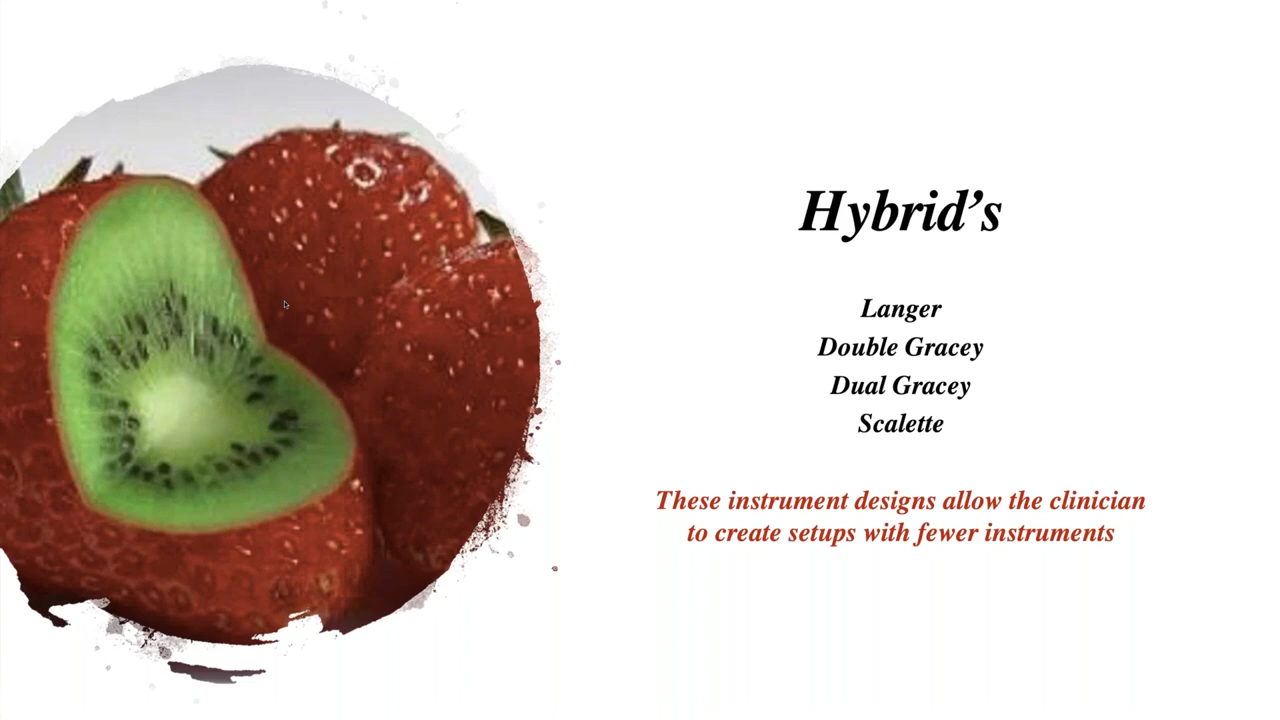 Hybrid’s
Langer
Double Gracey
Dual Gracey
Scalette
These instrument designs allow the clinician
to create setups with fewer instruments